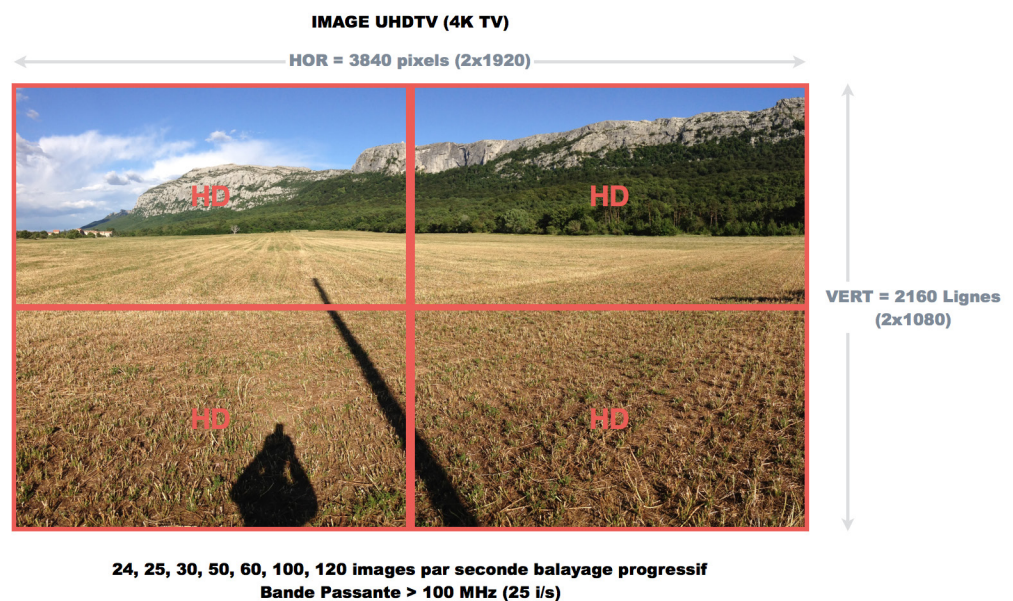 IMAGE UHDTV (4K TV)
HOR = 3840 pixels (2x1920)
HD
HD
VERT = 2160 Lignes
(2x1080)
HD
HD
24, 25, 30, 50, 60, 100, 120 images par seconde balayage progressif
Bande Passante > 100 MHz (25 i/s)